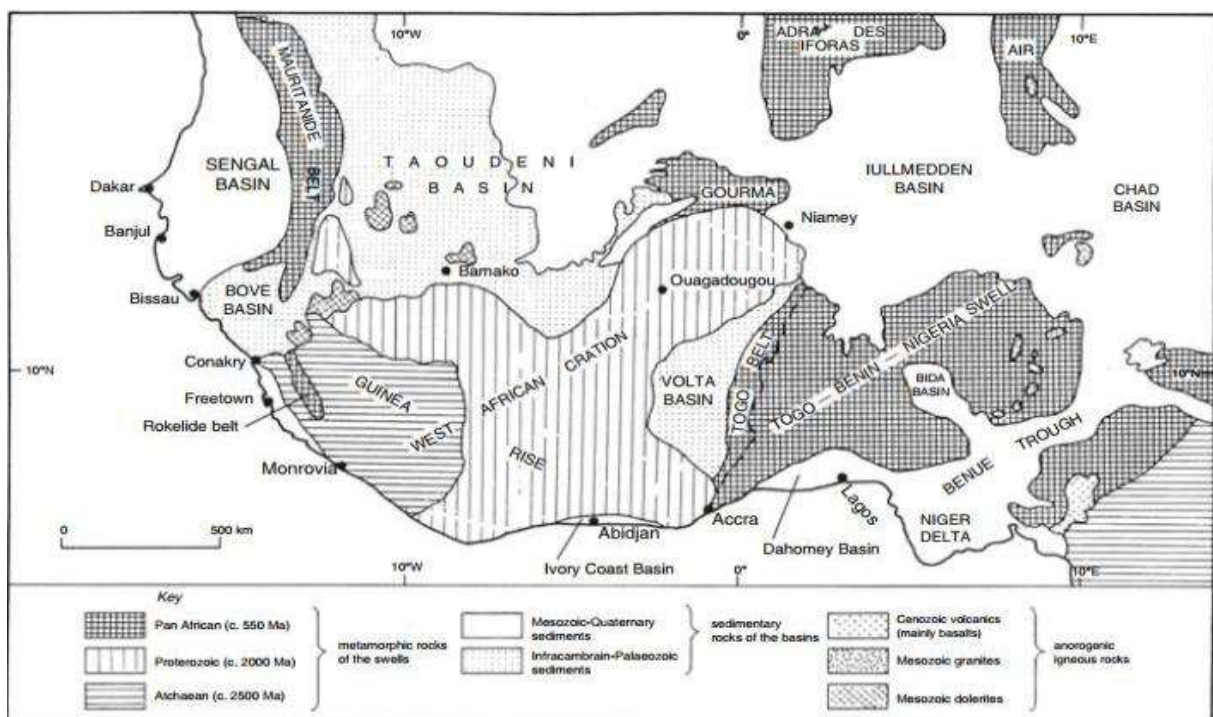 10°W
0°
10°E
ADRA DES
IFORAS
AIR
MAURITANIDE
BELT
SENGAL
BASIN
TAOUDENI
BASIN
GOURMA
IULLMEDDEN
BASIN
CHAD
BASIN
Dakar
Banjul
Niamey
Bamako
Bissau
BOVE
BASIN
Ouagadougou
Conakry
10°N
10°N
Freetown
Rokelide belt
GUINEA
RISE
WEST AFRICAN CRATION
VOLTA
BASIN
TOGO BELT
TOGO – BENIN – NIGERIA SWELL
BIDA
BASIN
BENUE TROUGH
Monrovia
0
500 km
Abidjan
Accra
Lagos
NIGER
DELTA
Dahomey Basin
Ivory Coast Basin
10°W
0°
10°E
Key
Pan African (c. 550 Ma)
Proterozoic (c. 2000 Ma)
Atchaean (c. 2500 Ma)
metamorphic rocks
of the swells
Mesozoic-Quaternary
sediments
Infracambrain-Palaeozoic
sediments
sedimentary
rocks of the basins
Cenozoic volcanics
(mainly basalts)
Mesozoic granites
Mesozoic dolerites
anorogenic
igneous rocks